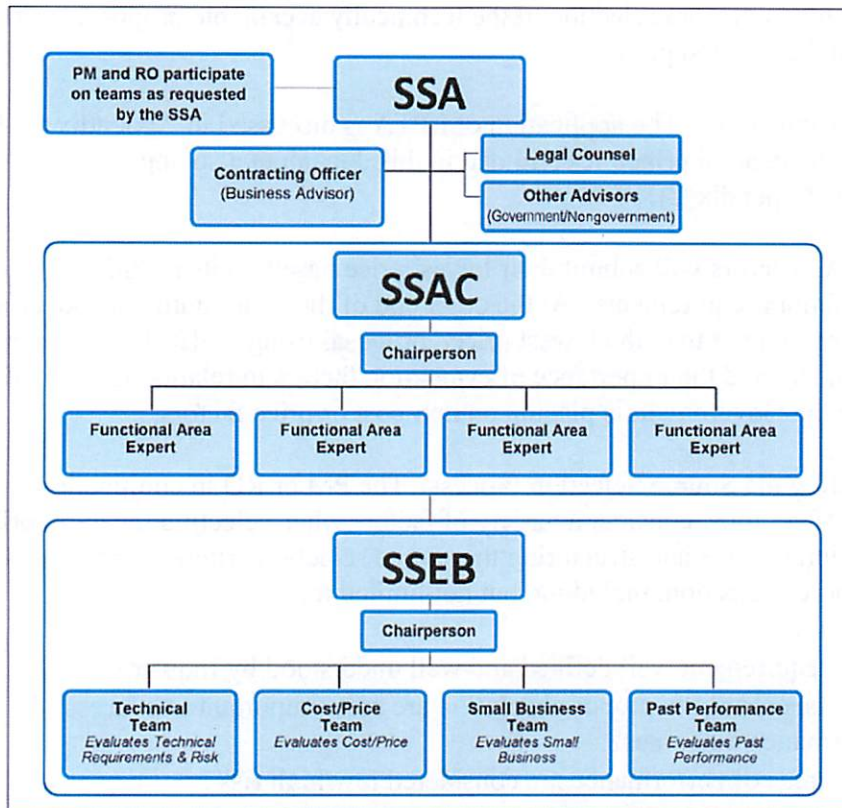 PM and RO participate
on teams as requested
by the SSA
SSA
Contracting Officer
(Business Advisor)
Legal Counsel
Other Advisors
(Government/Nongovernment)
SSAC
Chairperson
Functional Area
Expert
Functional Area
Expert
Functional Area
Expert
Functional Area
Expert
SSEB
Chairperson
Technical
Team
Evaluates Technical
Requirements & Risk
Cost/Price
Team
Evaluates Cost/Price
Small Business
Team
Evaluates Small
Business
Past Performance
Team
Evaluates Past
Performance